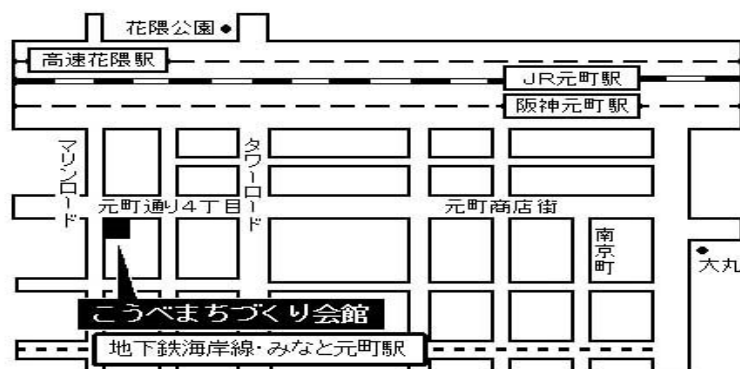 花隈公園
高速花隈駅
JR元町駅
阪神元町駅
マリンロード
タワーロード
元町通り4丁目
元町商店街
南京町
大丸
こうべまちづくり会館
地下鉄海岸線・みなと元町駅